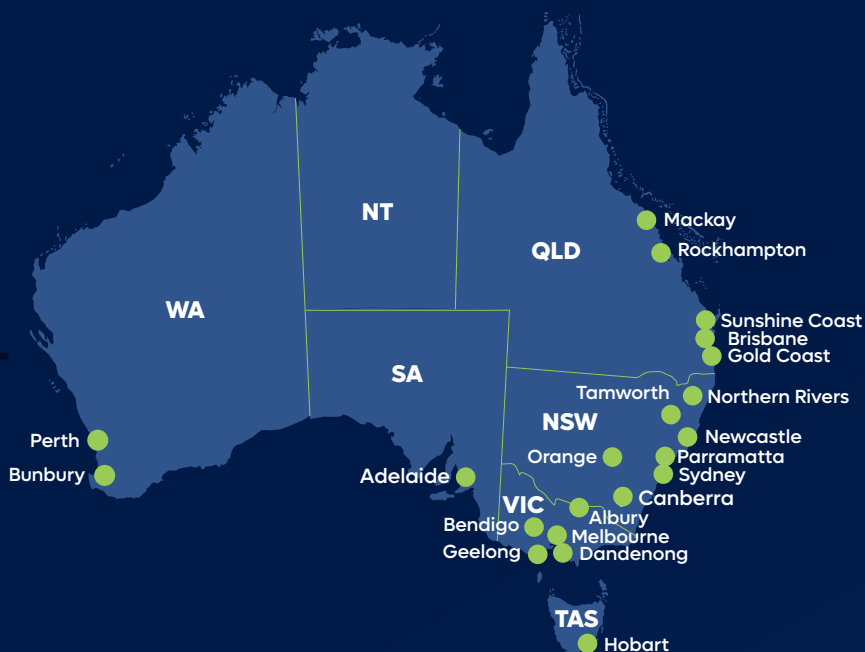 NT
Mackay
QLD
Rockhampton
WA
Sunshine Coast
Brisbane
Gold Coast
SA
Tamworth
Northern Rivers
NSW
Perth
Newcastle
Orange
Parramatta
Bunbury
Adelaide
Sydney
Canberra
VIC
Albury
Bendigo
Melbourne
Geelong
Dandenong
TAS
Hobart